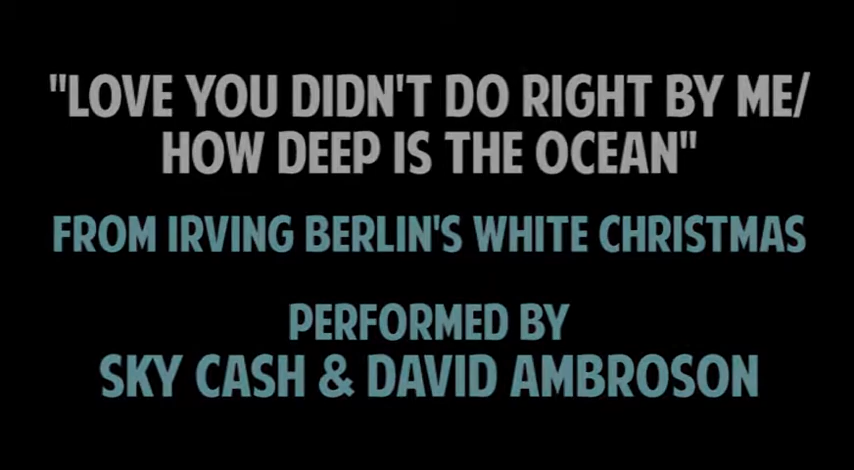 "LOVE YOU DIDN'T DO RIGHT BY ME/
HOW DEEP IS THE OCEAN"
FROM IRVING BERLIN'S WHITE CHRISTMAS
PERFORMED BY
SKY CASH & DAVID AMBROSON